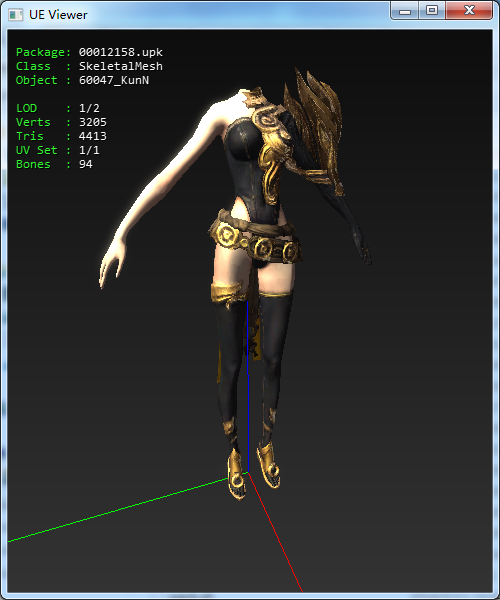 UE Viewer
Package: 00012158.upk
Class : SkeletalMesh
Object : 60047_KunN
LOD : 1/2
Verts : 3205
Tris : 4413
UV Set : 1/1
Bones : 94